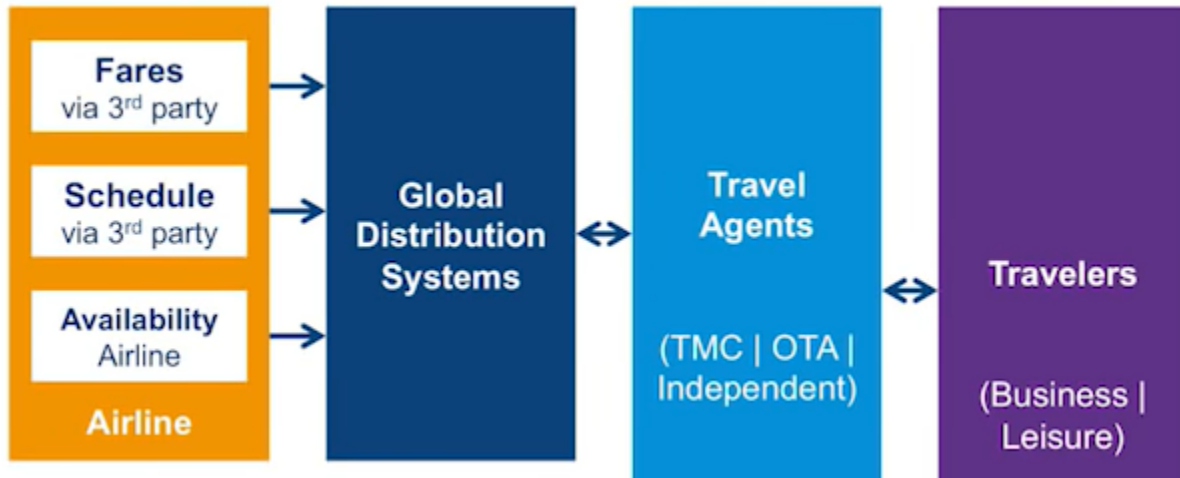 Fares
via 3rd party
Schedule
via 3rd party
Availability
Airline
Airline
Global
Distribution
Systems
Travel
Agents
(TMC | OTA |
Independent)
Travelers
(Business |
Leisure)